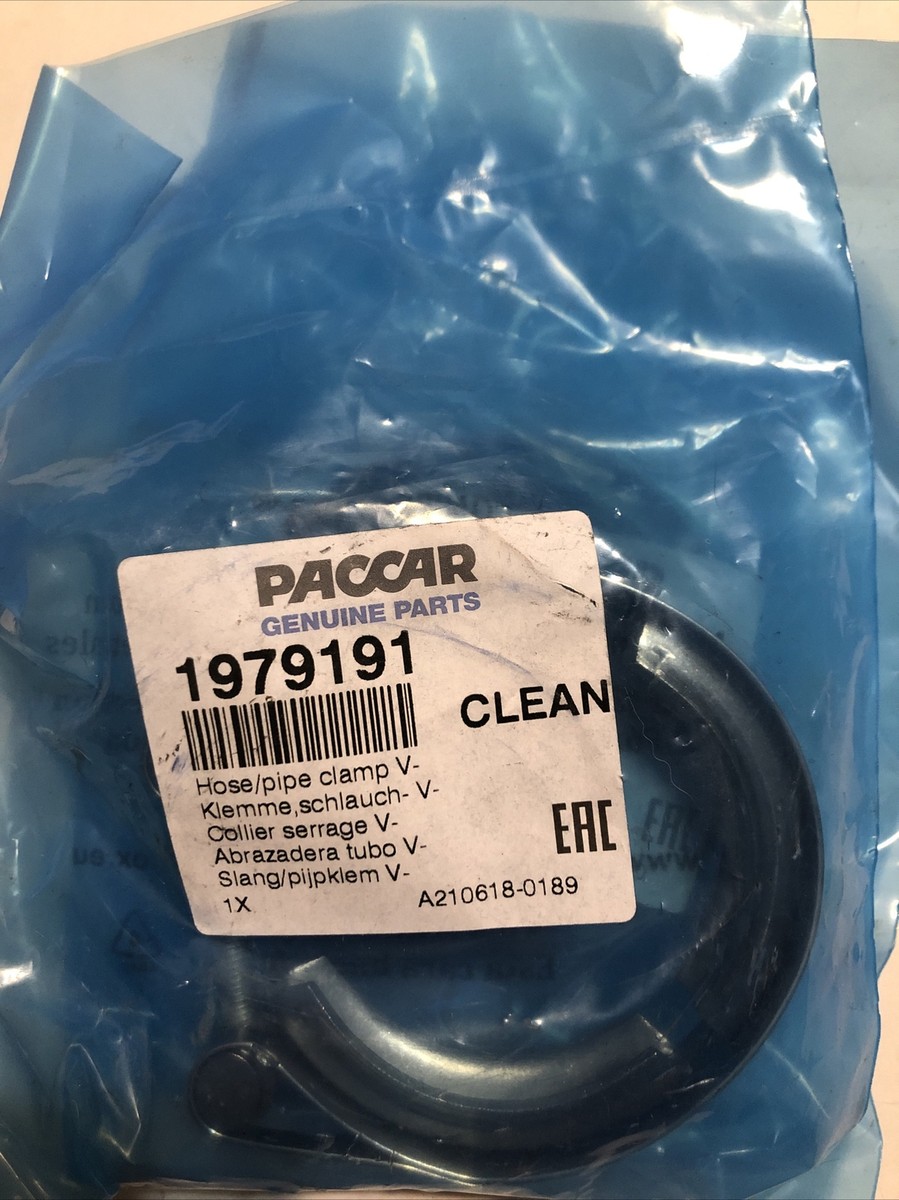 PACCAR
GENUINE PARTS
1979191
CLEAN
Hose/pipe clamp V-
Klemme,schlauch- V-
Collier serrage V-
Abrazadera tubo V-
Slang/pijpklem V-
EAC
1X
A210618-0189
EAC